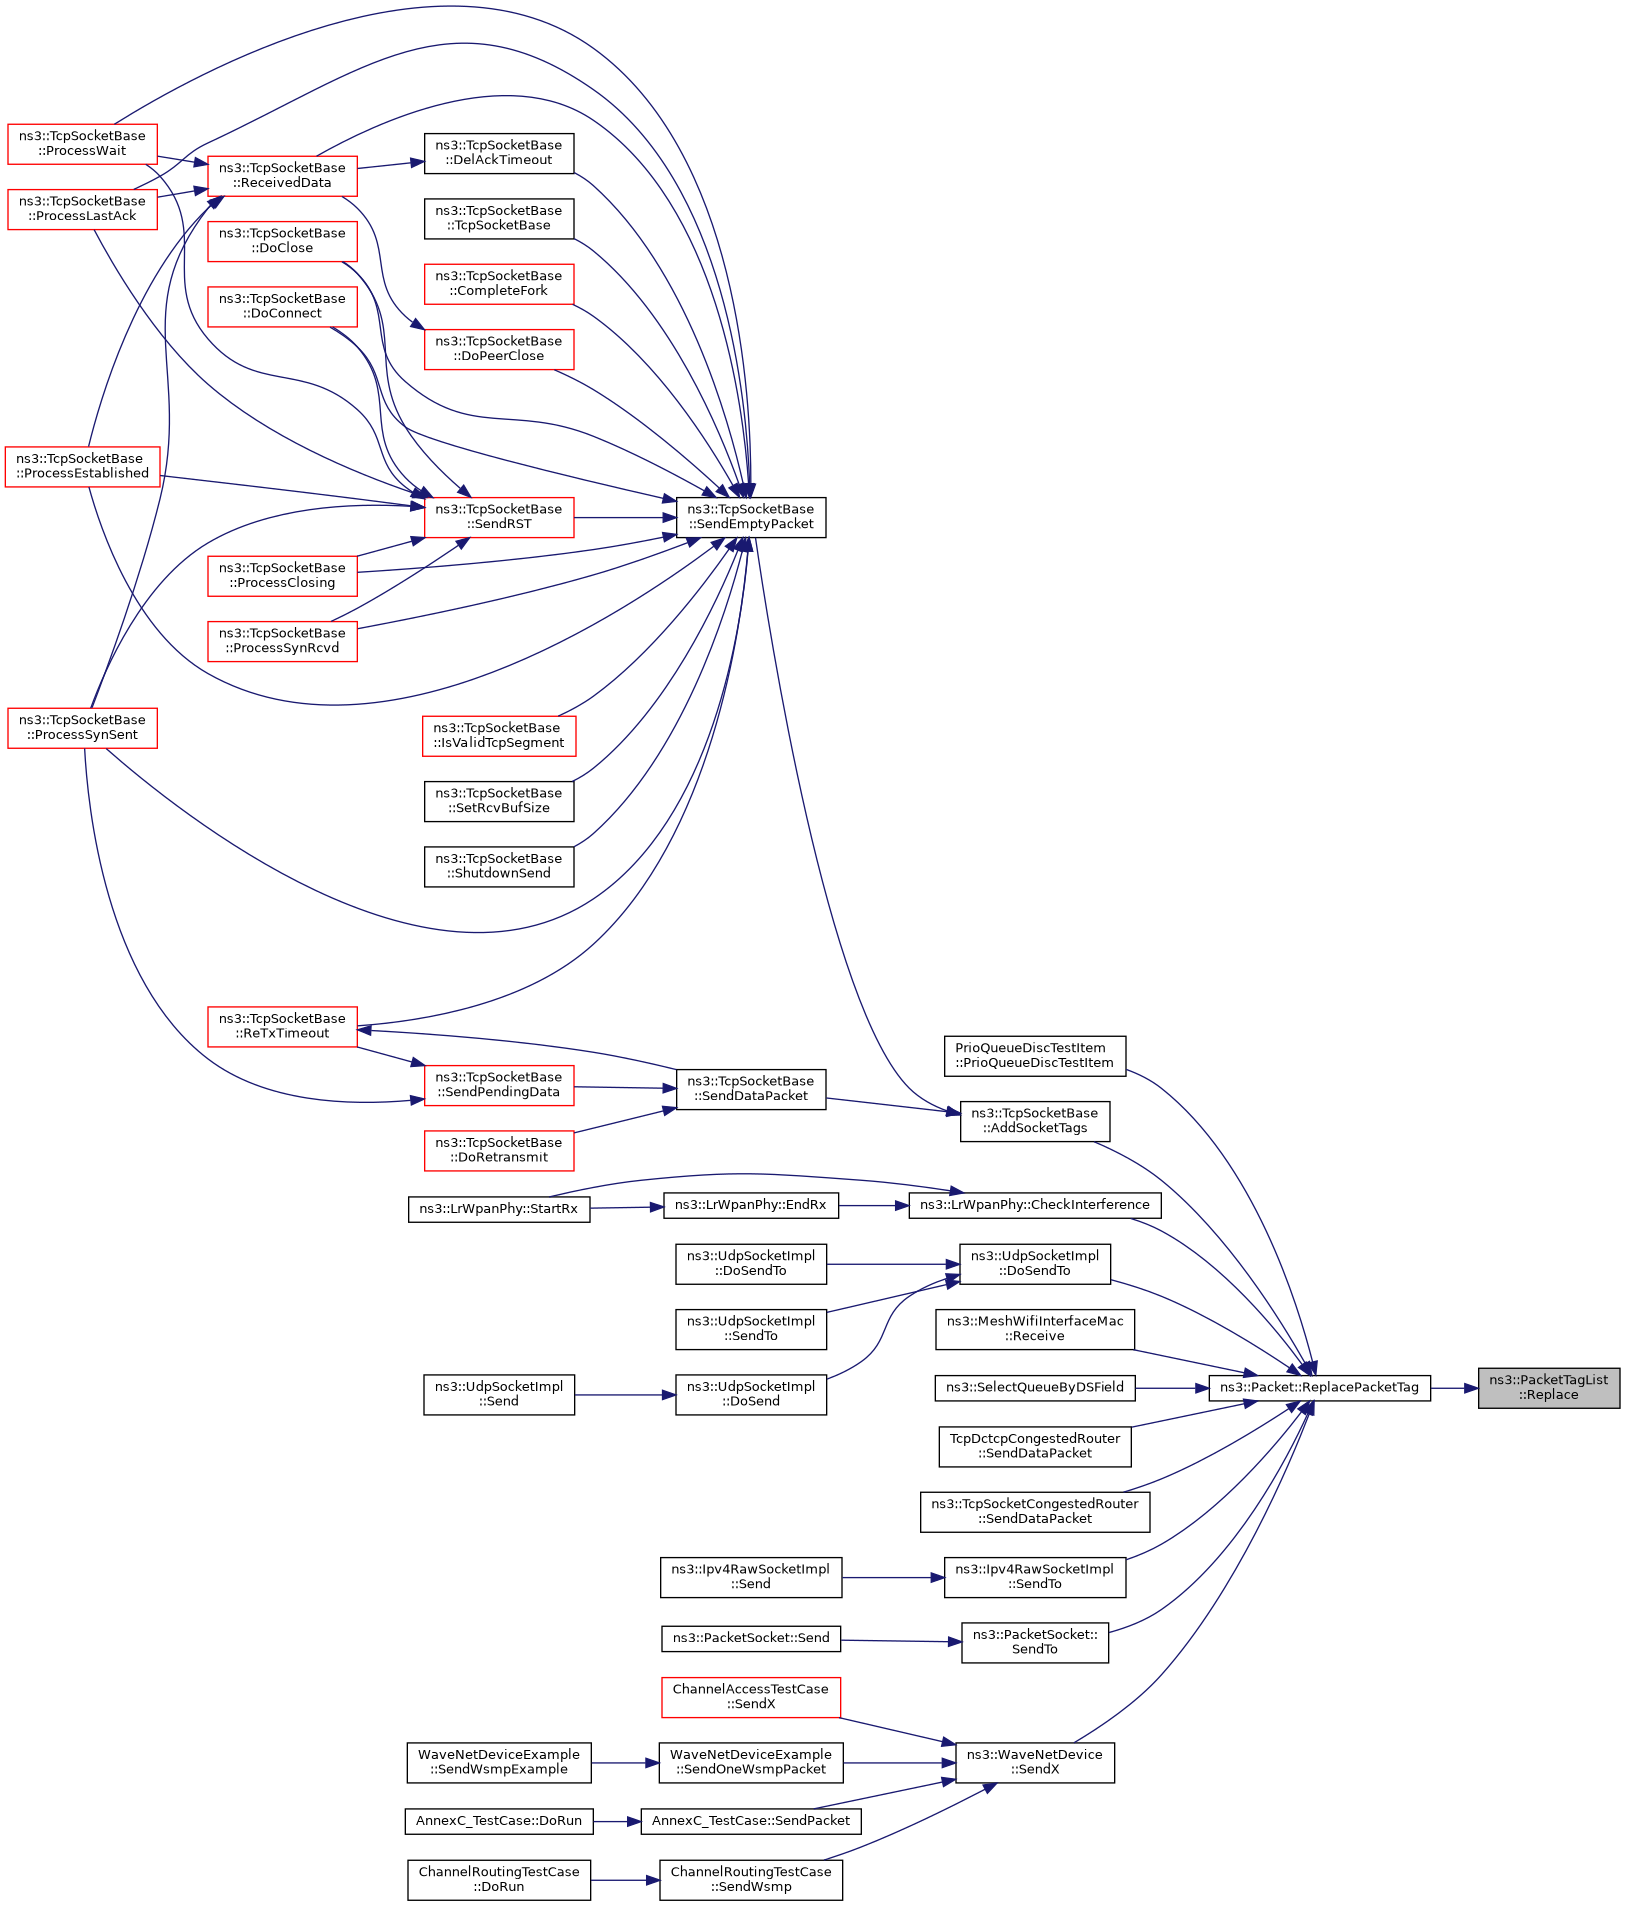 ns3::TcpSocketBase
::ProcessWait
ns3::TcpSocketBase
::ProcessLastAck
ns3::TcpSocketBase
::ProcessEstablished
ns3::TcpSocketBase
::ProcessSynSent
ns3::TcpSocketBase
::ReceivedData
ns3::TcpSocketBase
::DoClose
ns3::TcpSocketBase
::DoConnect
ns3::TcpSocketBase
::ProcessClosing
ns3::TcpSocketBase
::ProcessSynRcvd
ns3::TcpSocketBase
::ReTxTimeout
ns3::TcpSocketBase
::DelAckTimeout
ns3::TcpSocketBase
::TcpSocketBase
ns3::TcpSocketBase
::CompleteFork
ns3::TcpSocketBase
::DoPeerClose
ns3::TcpSocketBase
::SendRST
ns3::TcpSocketBase
::IsValidTcpSegment
ns3::TcpSocketBase
::SetRcvBufSize
ns3::TcpSocketBase
::ShutdownSend
ns3::TcpSocketBase
::SendPendingData
ns3::TcpSocketBase
::DoRetransmit
ns3::LrWpanPhy::StartRx
ns3::UdpSocketImpl
::Send
WaveNetDeviceExample
::SendWsmpExample
AnnexC_TestCase::DoRun
ChannelRoutingTestCase
::DoRun
ns3::TcpSocketBase
::SendEmptyPacket
ns3::TcpSocketBase
::SendDataPacket
ns3::LrWpanPhy::EndRx
ns3::UdpSocketImpl
::DoSendTo
ns3::UdpSocketImpl
::SendTo
ns3::UdpSocketImpl
::DoSend
ns3::Ipv4RawSocketImpl
::Send
ns3::PacketSocket::Send
ChannelAccessTestCase
::SendX
WaveNetDeviceExample
::SendOneWsmpPacket
AnnexC_TestCase::SendPacket
ChannelRoutingTestCase
::SendWsmp
PrioQueueDiscTestItem
::PrioQueueDiscTestItem
ns3::TcpSocketBase
::AddSocketTags
ns3::LrWpanPhy::CheckInterference
ns3::UdpSocketImpl
::DoSendTo
ns3::MeshWifiInterfaceMac
::Receive
ns3::SelectQueueByDSField
TcpDctcpCongestedRouter
::SendDataPacket
ns3::TcpSocketCongestedRouter
::SendDataPacket
ns3::Ipv4RawSocketImpl
::SendTo
ns3::PacketSocket::
SendTo
ns3::WaveNetDevice
::SendX
ns3::Packet::ReplacePacketTag
ns3::PacketTagList
::Replace